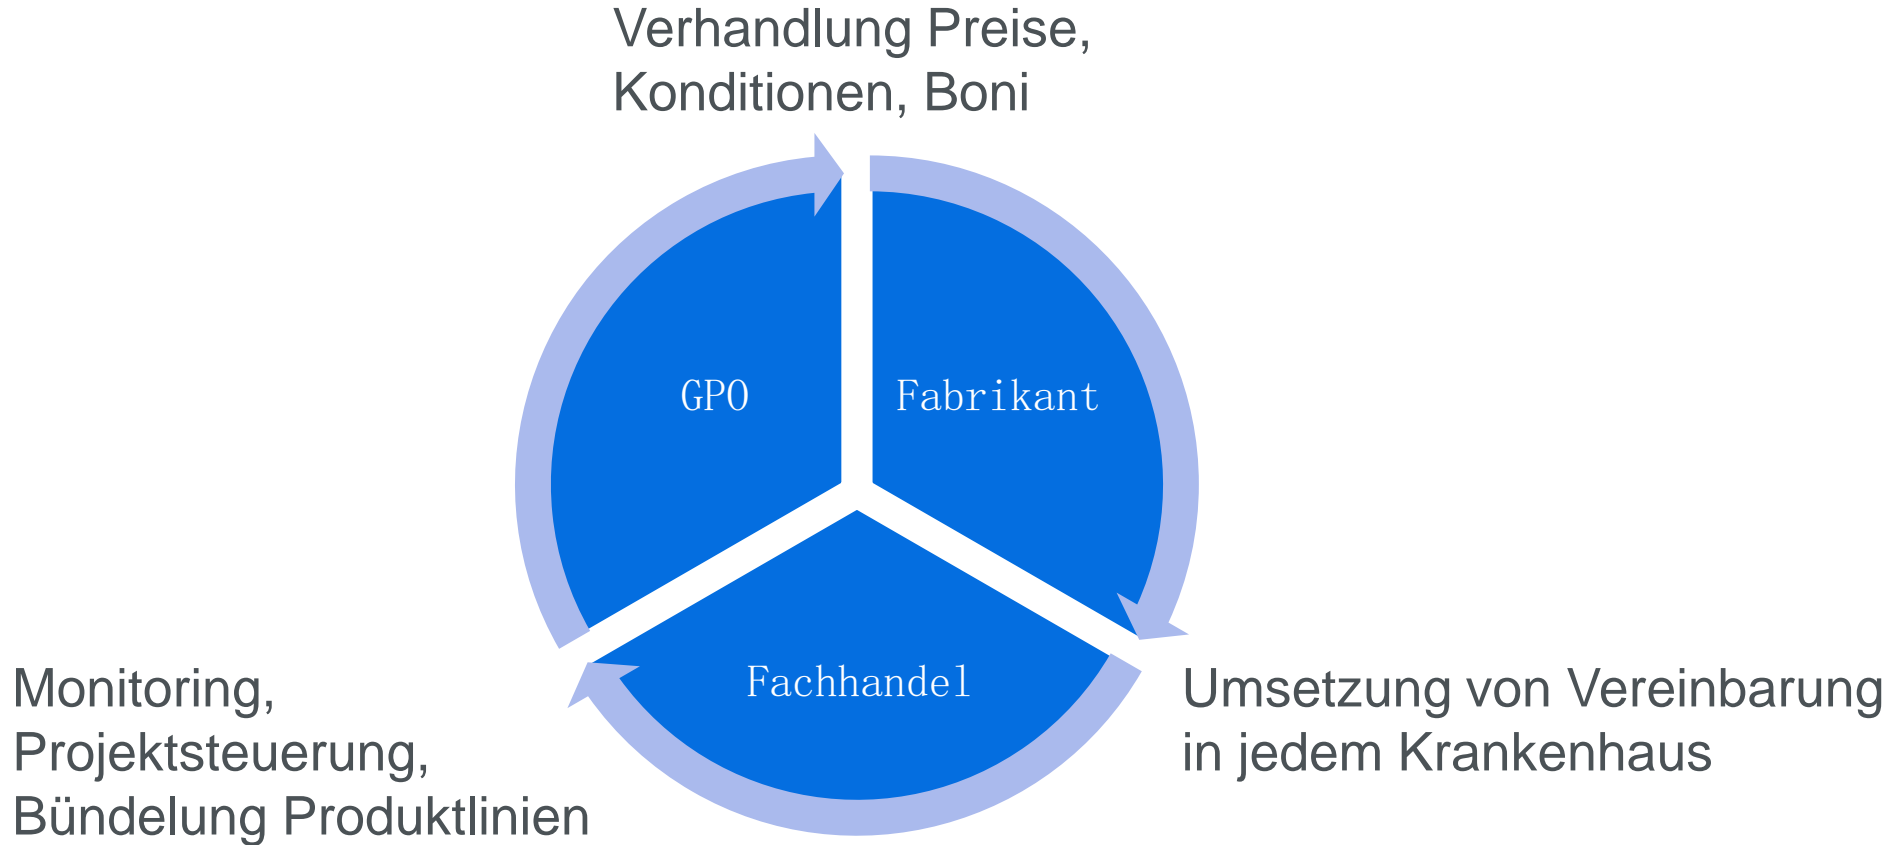 Verhandlung Preise,
Konditionen, Boni
GPO
Fabrikant
Fachhandel
Monitoring,
Projektsteuerung,
Bündelung Produktlinien
Umsetzung von Vereinbarung
in jedem Krankenhaus